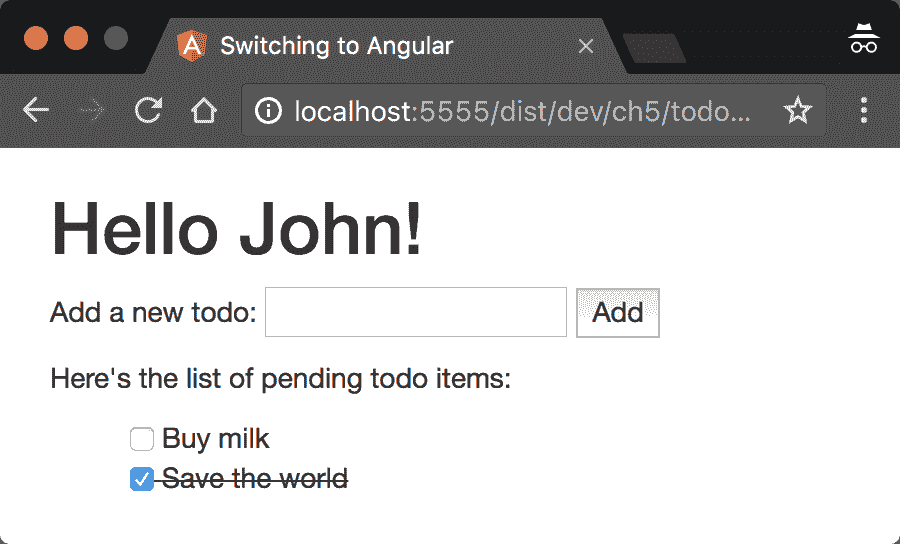 Switching to Angular
localhost:5555/dist/dev/ch5/todo...
Hello John!
Add a new todo: Add
Here's the list of pending todo items:
Buy milk
Save the world